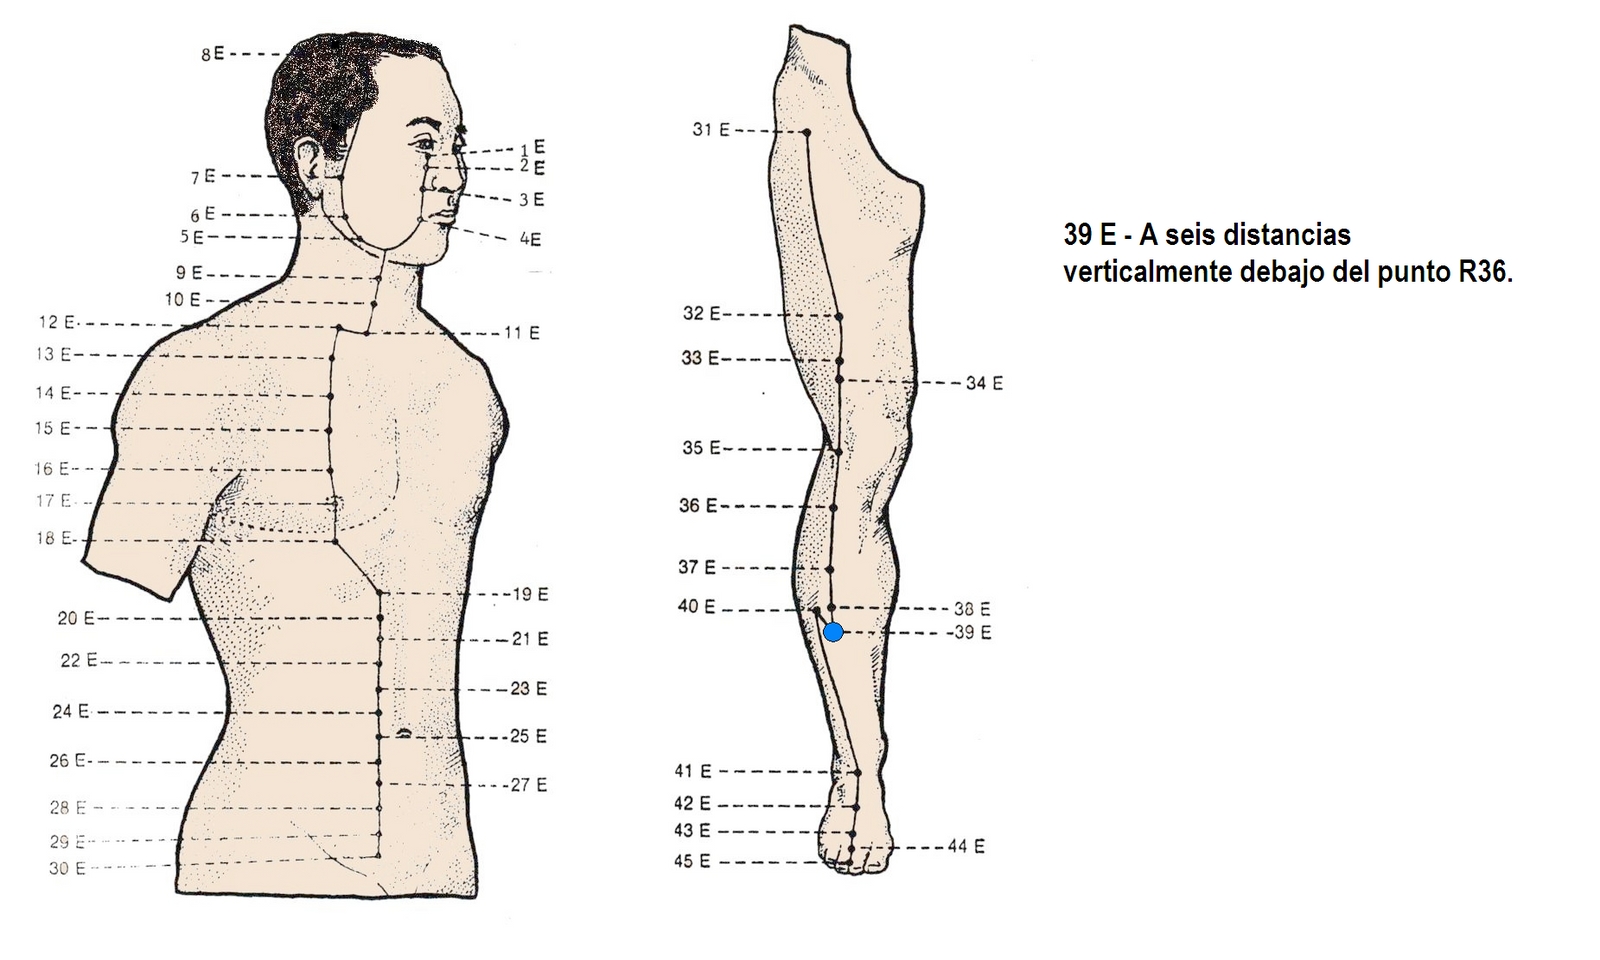 8E
1 E
2 E
7 E
3 E
6 E
5 E
4E
9 E
10 E
12 E
11 E
13 E
14 E
15 E
16 E
17 E
18 E
19 E
20 E
21 E
22 E
23 E
24 E
25 E
26 E
27 E
28 E
29 E
30 E
31 E
32 E
33 E
34 E
35 E
36 E
37 E
40 E
38 E
39 E
41 E
42 E
43 E
44 E
45 E
39 E - A seis distancias
verticalmente debajo del punto R36.